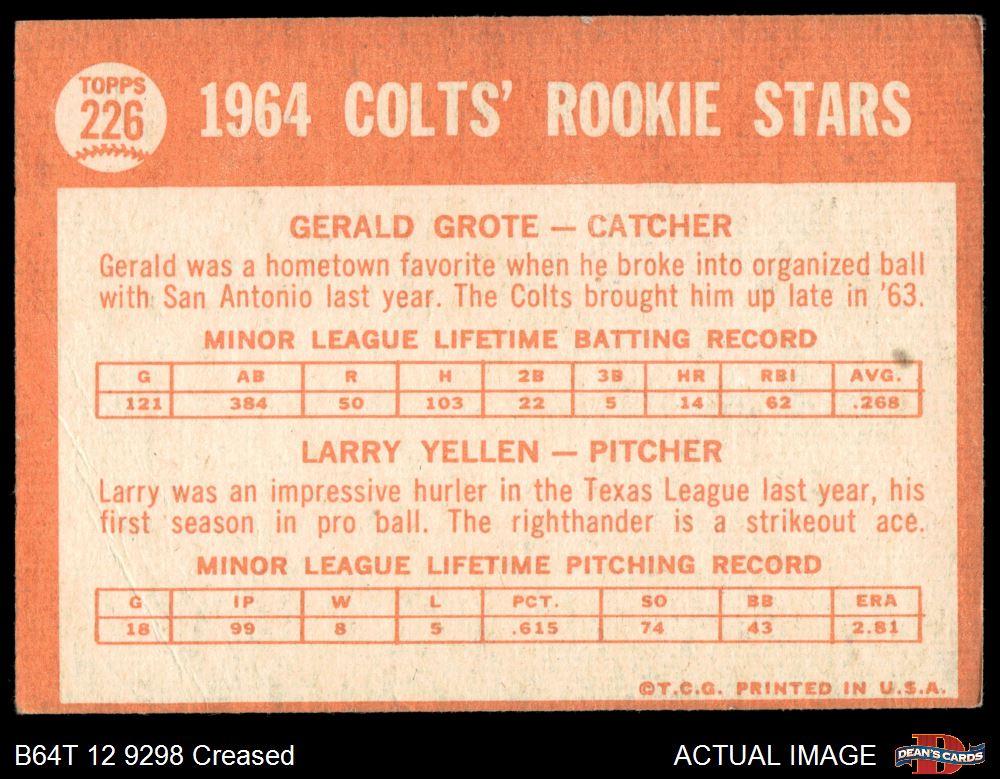 TOPPS
226
1964 COLTS' ROOKIE STARS
GERALD GROTE — CATCHER
Gerald was a hometown favorite when he broke into organized ball
with San Antonio last year. The Colts brought him up late in '63.
MINOR LEAGUE LIFETIME BATTING RECORD
G AB R H 2B 3B HR RBI AVG.
121 384 50 103 22 5 14 62 .268
LARRY YELLEN — PITCHER
Larry was an impressive hurler in the Texas League last year, his
first season in pro ball. The righthander is a strikeout ace.
MINOR LEAGUE LIFETIME PITCHING RECORD
G IP W L PCT. SO BB ERA
18 99 8 5 .615 74 43 2.81
©T.C.G. PRINTED IN U.S.A.
B64T 12 9298 Creased
ACTUAL IMAGE
DEAN'S CARDS